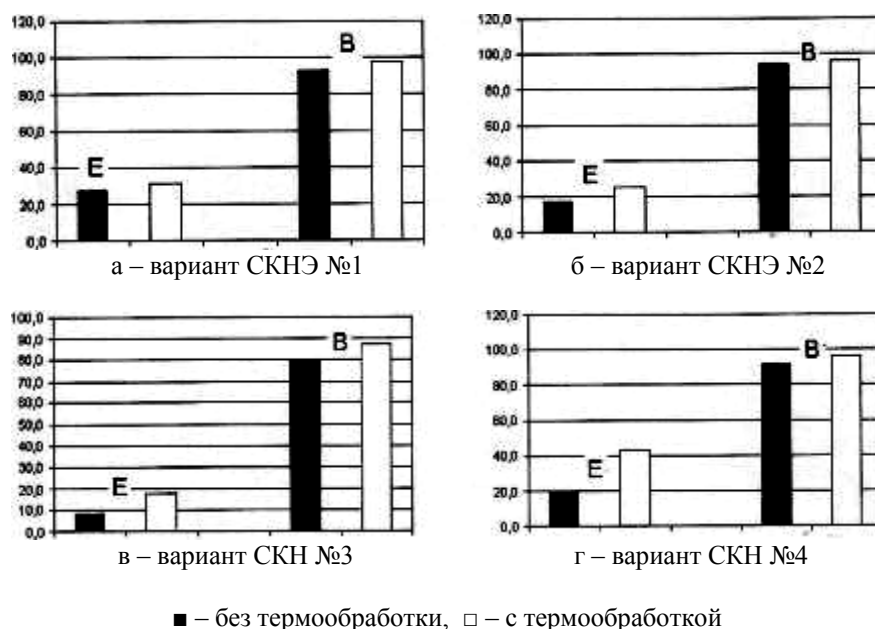 120,0
100,0
80,0
60,0
40,0
20,0
0,0
E
B
а – вариант СКНЭ №1
120,0
100,0
80,0
60,0
40,0
20,0
0,0
E
B
б – вариант СКНЭ №2
100,0
90,0
80,0
70,0
60,0
50,0
40,0
30,0
20,0
10,0
0,0
E
B
в – вариант СКН №3
120,0
100,0
80,0
60,0
40,0
20,0
0,0
E
B
г – вариант СКН №4
■ – без термообработки, □ – с термообработкой